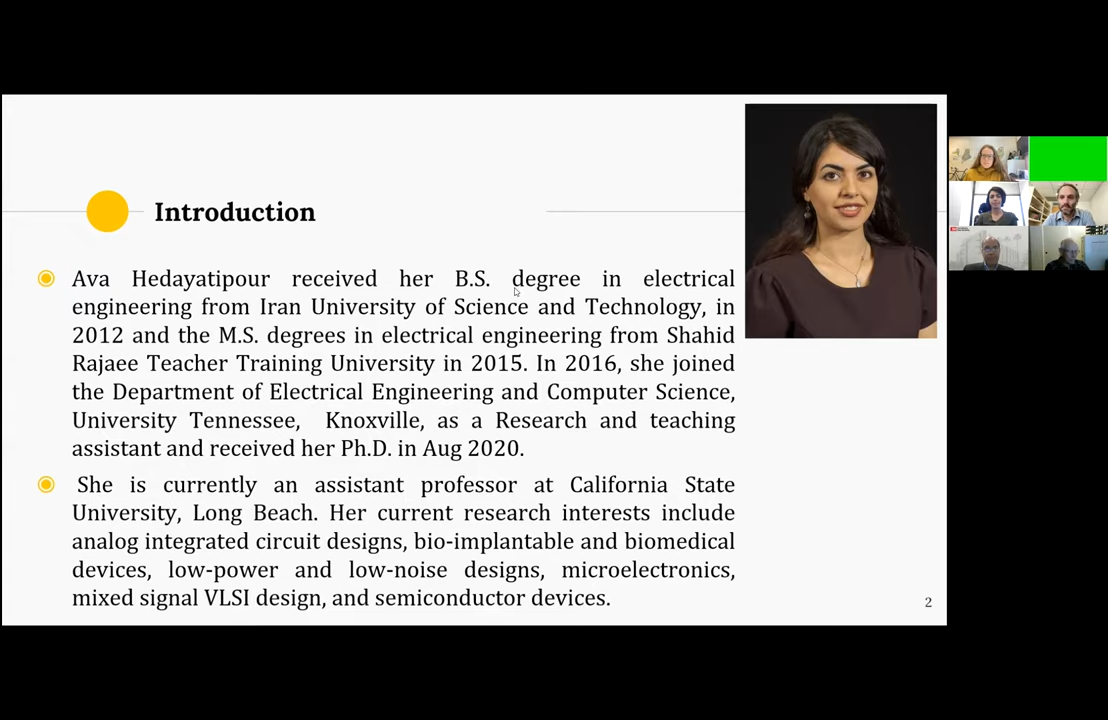 Introduction
Ava Hedayatipour received her B.S. degree in electrical
engineering from Iran University of Science and Technology, in
2012 and the M.S. degrees in electrical engineering from Shahid
Rajaee Teacher Training University in 2015. In 2016, she joined
the Department of Electrical Engineering and Computer Science,
University Tennessee, Knoxville, as a Research and teaching
assistant and received her Ph.D. in Aug 2020.
She is currently an assistant professor at California State
University, Long Beach. Her current research interests include
analog integrated circuit designs, bio-implantable and biomedical
devices, low-power and low-noise designs, microelectronics,
mixed signal VLSI design, and semiconductor devices.
2